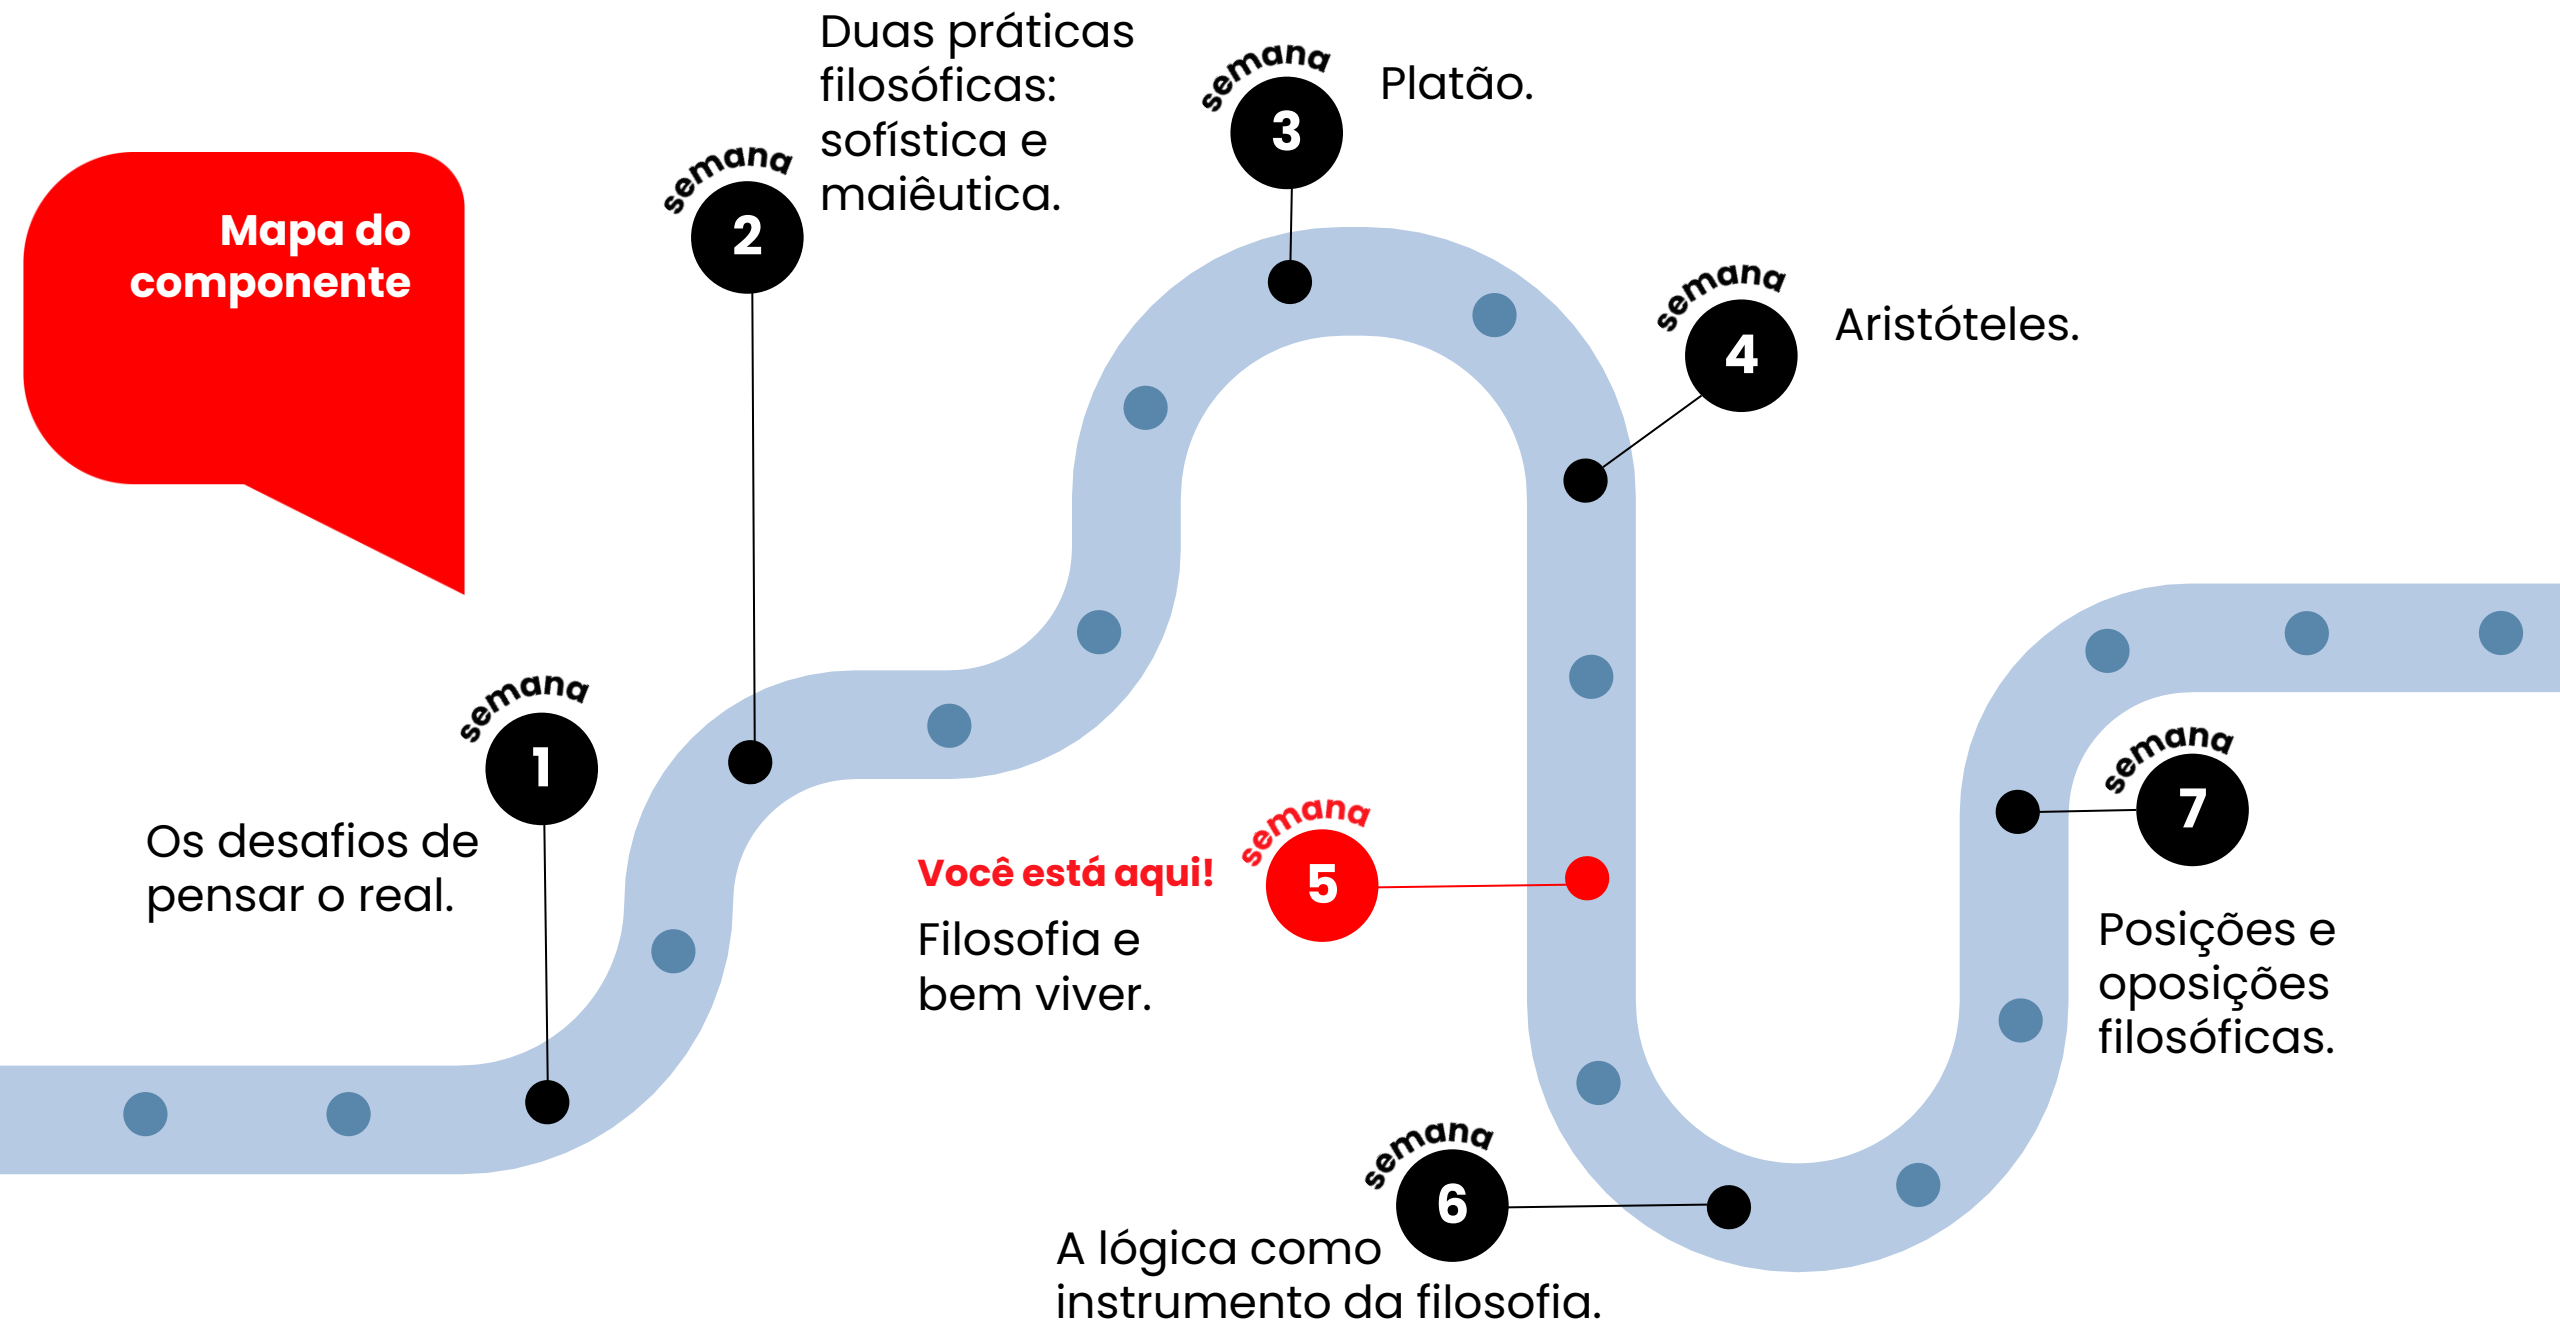 Mapa do
componente
semana
1
Os desafios de
pensar o real.
semana
2
Duas práticas
filosóficas:
sofística e
maiêutica.
semana
3
Platão.
semana
4
Aristóteles.
semana
5
Você está aqui!
Filosofia e
bem viver.
semana
6
A lógica como
instrumento da filosofia.
semana
7
Posições e
oposições
filosóficas.